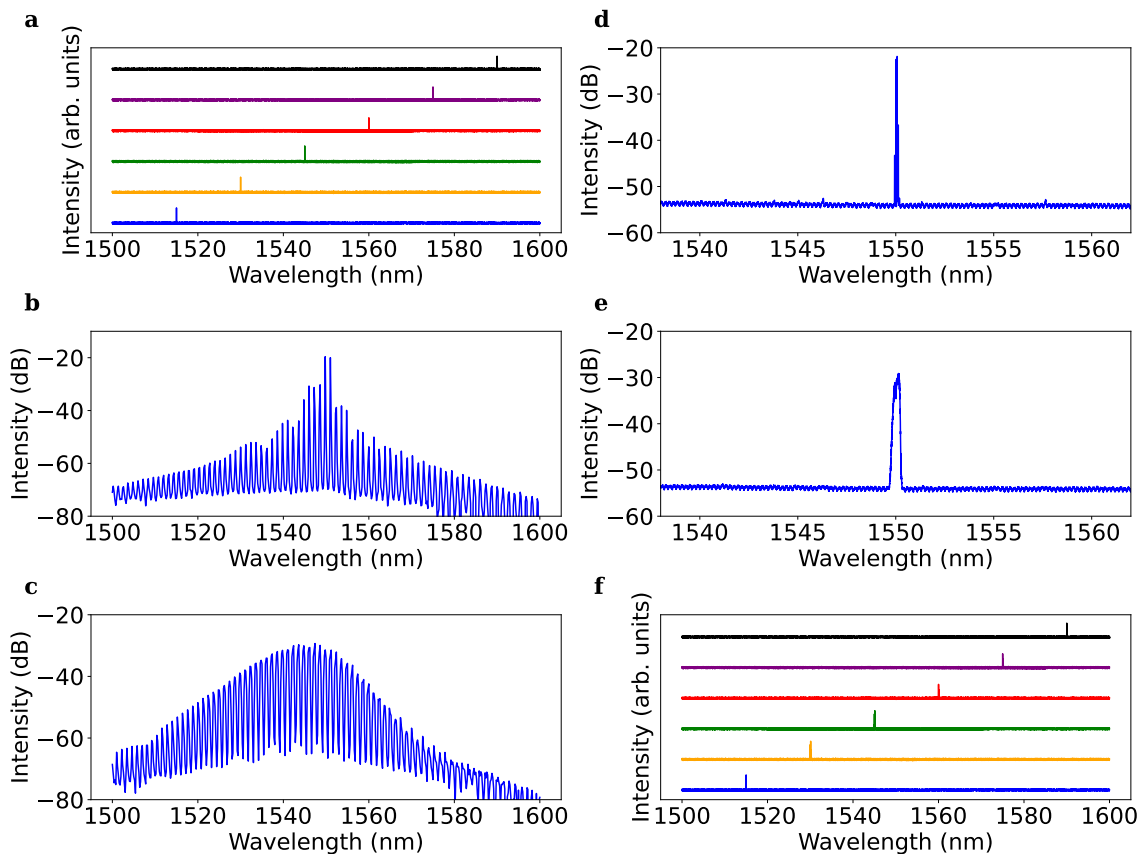 a
Intensity (arb. units)
1500 1520 1540 1560 1580 1600
Wavelength (nm)
b
Intensity (dB)
−20
−40
−60
−80
1500 1520 1540 1560 1580 1600
Wavelength (nm)
c
Intensity (dB)
−20
−40
−60
−80
1500 1520 1540 1560 1580 1600
Wavelength (nm)
d
Intensity (dB)
−20
−30
−40
−50
−60
1540 1545 1550 1555 1560
Wavelength (nm)
e
Intensity (dB)
−20
−30
−40
−50
−60
1540 1545 1550 1555 1560
Wavelength (nm)
f
Intensity (arb. units)
1500 1520 1540 1560 1580 1600
Wavelength (nm)